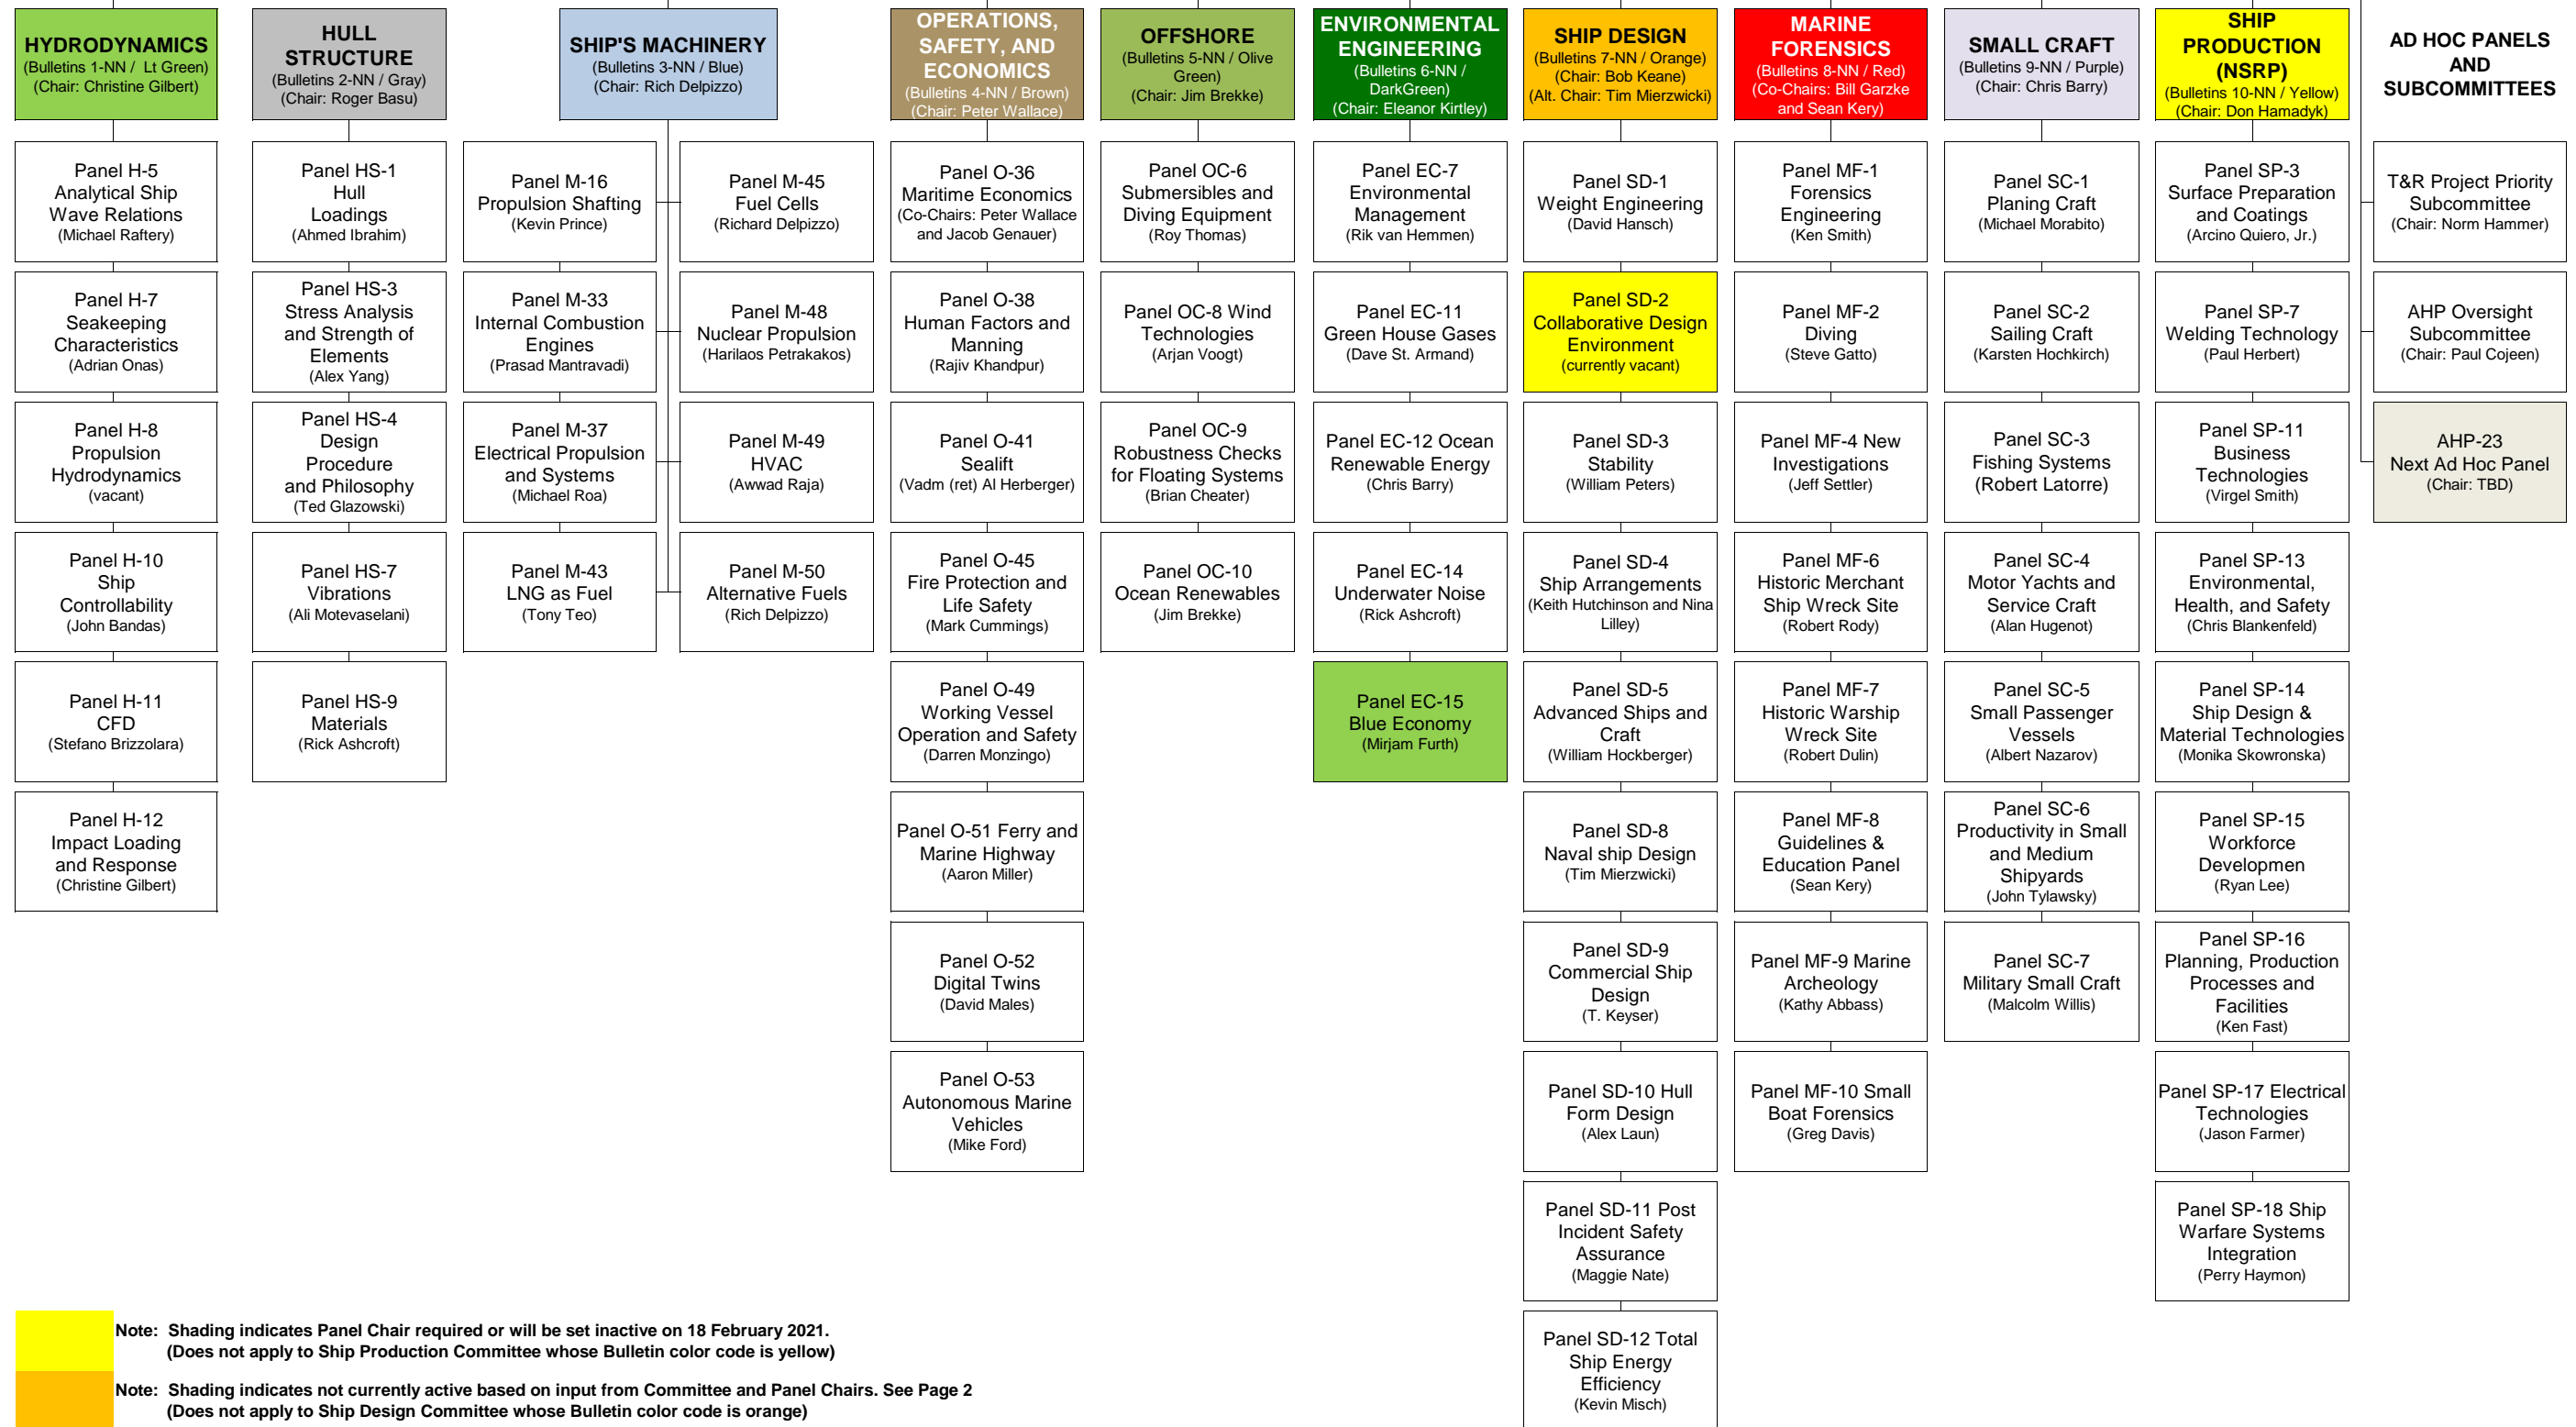 HYDRODYNAMICS
(Bulletins 1-NN / Lt Green)
(Chair: Christine Gilbert)
Panel H-5
Analytical Ship
Wave Relations
(Michael Raftery)
Panel H-7
Seakeeping
Characteristics
(Adrian Onas)
Panel H-8
Propulsion
Hydrodynamics
(vacant)
Panel H-10
Ship
Controllability
(John Bandas)
Panel H-11
CFD
(Stefano Brizzolara)
Panel H-12
Impact Loading
and Response
(Christine Gilbert)
HULL
STRUCTURE
(Bulletins 2-NN / Gray)
(Chair: Roger Basu)
Panel HS-1
Hull
Loadings
(Ahmed Ibrahim)
Panel HS-3
Stress Analysis
and Strength of
Elements
(Alex Yang)
Panel HS-4
Design
Procedure
and Philosophy
(Ted Glazowski)
Panel HS-7
Vibrations
(Ali Motevaselani)
Panel HS-9
Materials
(Rick Ashcroft)
SHIP'S MACHINERY
(Bulletins 3-NN / Blue)
(Chair: Rich Delpizzo)
Panel M-16
Propulsion Shafting
(Kevin Prince)
Panel M-33
Internal Combustion
Engines
(Prasad Mantravadi)
Panel M-37
Electrical Propulsion
and Systems
(Michael Roa)
Panel M-43
LNG as Fuel
(Tony Teo)
Panel M-45
Fuel Cells
(Richard Delpizzo)
Panel M-48
Nuclear Propulsion
(Harilaos Petrakakos)
Panel M-49
HVAC
(Awwad Raja)
Panel M-50
Alternative Fuels
(Rich Delpizzo)
OPERATIONS,
SAFETY, AND
ECONOMICS
(Bulletins 4-NN / Brown)
(Chair: Peter Wallace)
Panel O-36
Maritime Economics
(Co-Chairs: Peter Wallace
and Jacob Genauer)
Panel O-38
Human Factors and
Manning
(Rajiv Khandpur)
Panel O-41
Sealift
(Vadm (ret) Al Herberger)
Panel O-45
Fire Protection and
Life Safety
(Mark Cummings)
Panel O-49
Working Vessel
Operation and Safety
(Darren Monzingo)
Panel O-51 Ferry and
Marine Highway
(Aaron Miller)
Panel O-52
Digital Twins
(David Males)
Panel O-53
Autonomous Marine
Vehicles
(Mike Ford)
OFFSHORE
(Bulletins 5-NN / Olive
Green)
(Chair: Jim Brekke)
Panel OC-6
Submersibles and
Diving Equipment
(Roy Thomas)
Panel OC-8 Wind
Technologies
(Arjan Voogt)
Panel OC-9
Robustness Checks
for Floating Systems
(Brian Cheater)
Panel OC-10
Ocean Renewables
(Jim Brekke)
ENVIRONMENTAL
ENGINEERING
(Bulletins 6-NN /
DarkGreen)
(Chair: Eleanor Kirtley)
Panel EC-7
Environmental
Management
(Rik van Hemmen)
Panel EC-11
Green House Gases
(Dave St. Armand)
Panel EC-12 Ocean
Renewable Energy
(Chris Barry)
Panel EC-14
Underwater Noise
(Rick Ashcroft)
Panel EC-15
Blue Economy
(Mirjam Furth)
SHIP DESIGN
(Bulletins 7-NN / Orange)
(Chair: Bob Keane)
(Alt. Chair: Tim Mierzwicki)
Panel SD-1
Weight Engineering
(David Hansch)
Panel SD-2
Collaborative Design
Environment
(currently vacant)
Panel SD-3
Stability
(William Peters)
Panel SD-4
Ship Arrangements
(Keith Hutchinson and Nina
Lilley)
Panel SD-5
Advanced Ships and
Craft
(William Hockberger)
Panel SD-8
Naval ship Design
(Tim Mierzwicki)
Panel SD-9
Commercial Ship
Design
(T. Keyser)
Panel SD-10 Hull
Form Design
(Alex Laun)
Panel SD-11 Post
Incident Safety
Assurance
(Maggie Nate)
Panel SD-12 Total
Ship Energy
Efficiency
(Kevin Misch)
MARINE
FORENSICS
(Bulletins 8-NN / Red)
(Co-Chairs: Bill Garzke
and Sean Kery)
Panel MF-1
Forensics
Engineering
(Ken Smith)
Panel MF-2
Diving
(Steve Gatto)
Panel MF-4 New
Investigations
(Jeff Settler)
Panel MF-6
Historic Merchant
Ship Wreck Site
(Robert Rody)
Panel MF-7
Historic Warship
Wreck Site
(Robert Dulin)
Panel MF-8
Guidelines &
Education Panel
(Sean Kery)
Panel MF-9 Marine
Archeology
(Kathy Abbass)
Panel MF-10 Small
Boat Forensics
(Greg Davis)
SMALL CRAFT
(Bulletins 9-NN / Purple)
(Chair: Chris Barry)
Panel SC-1
Planing Craft
(Michael Morabito)
Panel SC-2
Sailing Craft
(Karsten Hochkirch)
Panel SC-3
Fishing Systems
(Robert Latorre)
Panel SC-4
Motor Yachts and
Service Craft
(Alan Hugenot)
Panel SC-5
Small Passenger
Vessels
(Albert Nazarov)
Panel SC-6
Productivity in Small
and Medium
Shipyards
(John Tylawsky)
Panel SC-7
Military Small Craft
(Malcolm Willis)
SHIP
PRODUCTION
(NSRP)
(Bulletins 10-NN / Yellow)
(Chair: Don Hamadyk)
Panel SP-3
Surface Preparation
and Coatings
(Arcino Quiero, Jr.)
Panel SP-7
Welding Technology
(Paul Herbert)
Panel SP-11
Business
Technologies
(Virgel Smith)
Panel SP-13
Environmental,
Health, and Safety
(Chris Blankenfeld)
Panel SP-14
Ship Design &
Material Technologies
(Monika Skowronska)
Panel SP-15
Workforce
Developmen
(Ryan Lee)
Panel SP-16
Planning, Production
Processes and
Facilities
(Ken Fast)
Panel SP-17 Electrical
Technologies
(Jason Farmer)
Panel SP-18 Ship
Warfare Systems
Integration
(Perry Haymon)
AD HOC PANELS
AND
SUBCOMMITTEES
T&R Project Priority
Subcommittee
(Chair: Norm Hammer)
AHP Oversight
Subcommittee
(Chair: Paul Cojeen)
AHP-23
Next Ad Hoc Panel
(Chair: TBD)
Note: Shading indicates Panel Chair required or will be set inactive on 18 February 2021.
(Does not apply to Ship Production Committee whose Bulletin color code is yellow)
Note: Shading indicates not currently active based on input from Committee and Panel Chairs. See Page 2
(Does not apply to Ship Design Committee whose Bulletin color code is orange)